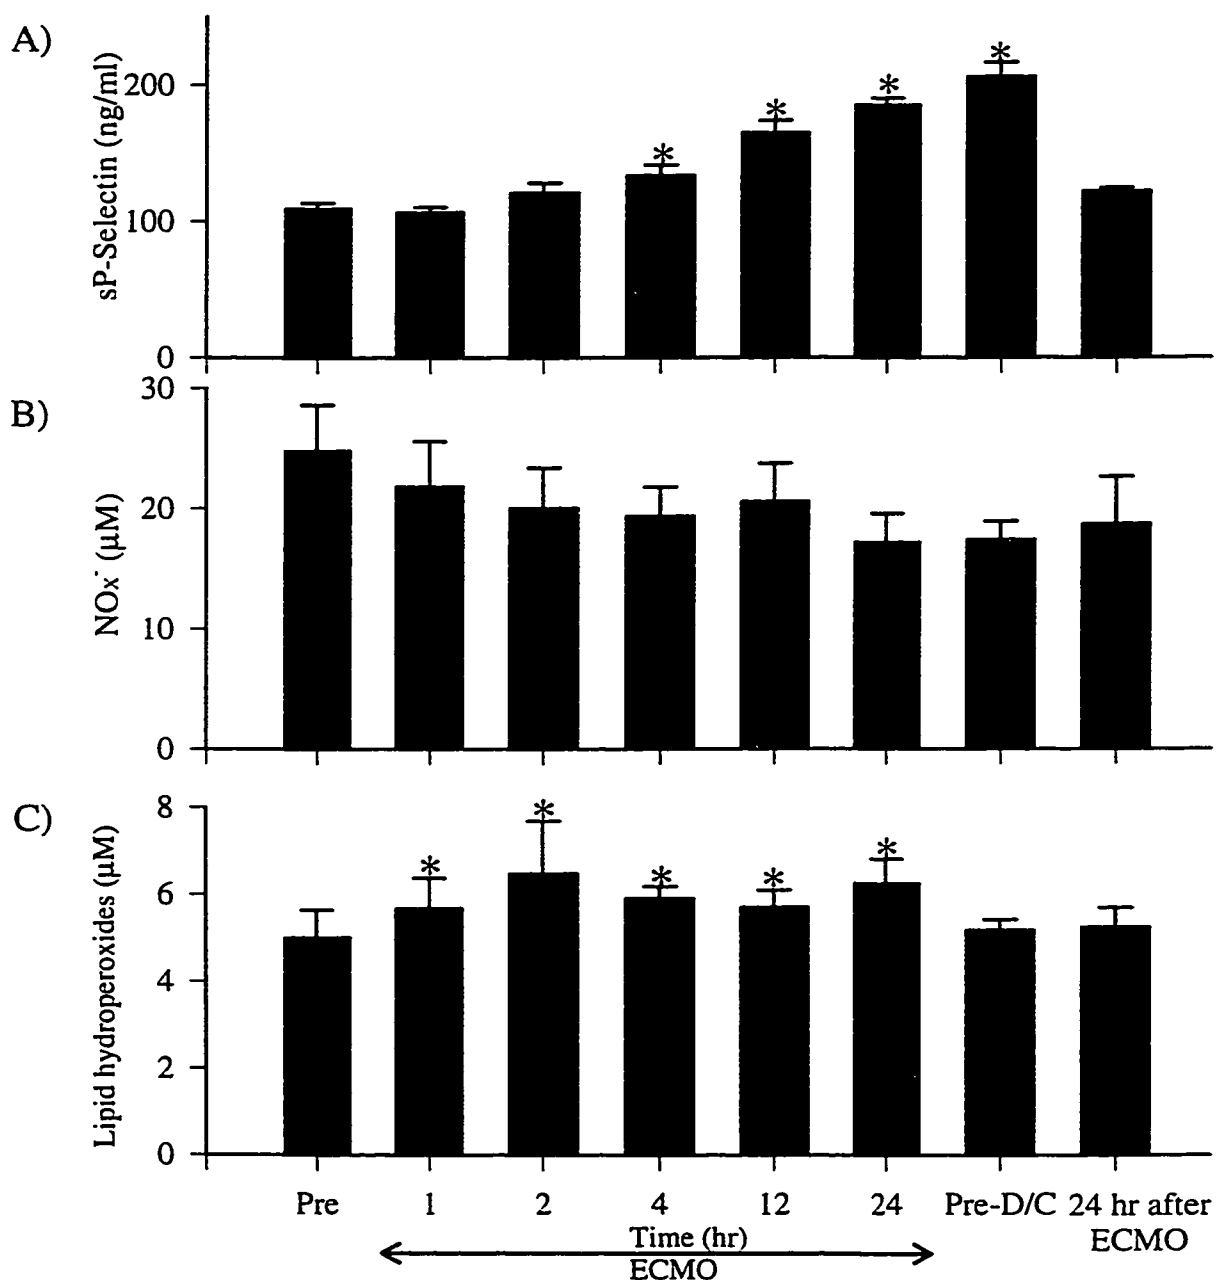 A)
sP-Selectin (ng/ml)
200
100
0
* * * *
B)
NOx⁻ (µM)
30
20
10
0
C)
Lipid hydroperoxides (µM)
8
6
4
2
0
* * * * *
Pre 1 2 4 12 24 Pre-D/C 24 hr after
ECMO
Time (hr)
ECMO